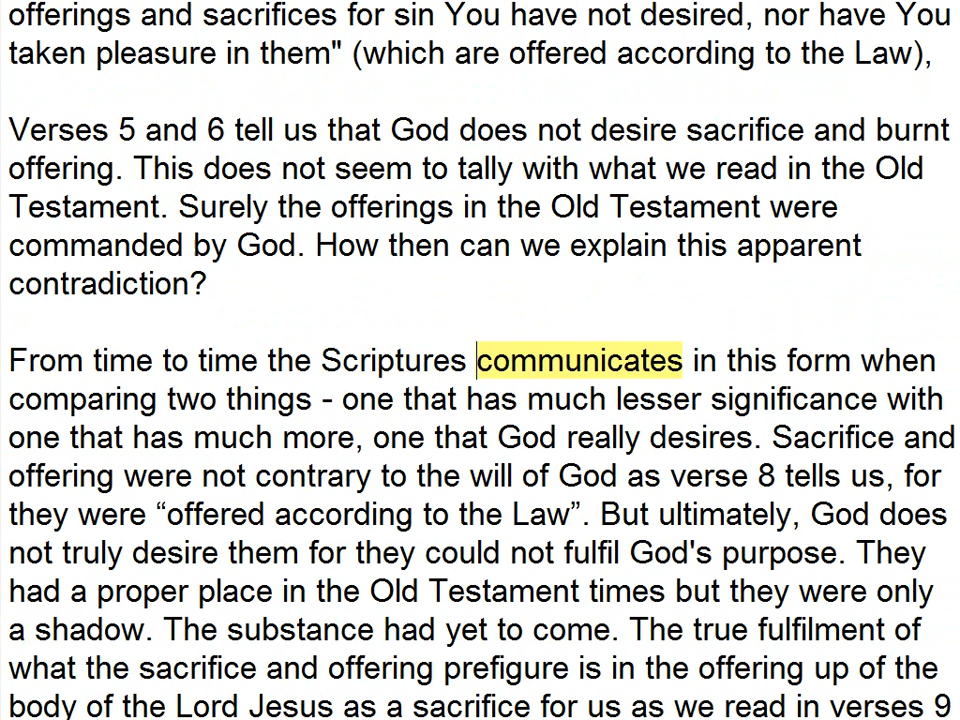 offerings and sacrifices for sin You have not desired, nor have You
taken pleasure in them" (which are offered according to the Law),
Verses 5 and 6 tell us that God does not desire sacrifice and burnt
offering. This does not seem to tally with what we read in the Old
Testament. Surely the offerings in the Old Testament were
commanded by God. How then can we explain this apparent
contradiction?
From time to time the Scriptures communicates in this form when
comparing two things - one that has much lesser significance with
one that has much more, one that God really desires. Sacrifice and
offering were not contrary to the will of God as verse 8 tells us, for
they were “offered according to the Law”. But ultimately, God does
not truly desire them for they could not fulfil God's purpose. They
had a proper place in the Old Testament times but they were only
a shadow. The substance had yet to come. The true fulfilment of
what the sacrifice and offering prefigure is in the offering up of the
body of the Lord Jesus as a sacrifice for us as we read in verses 9